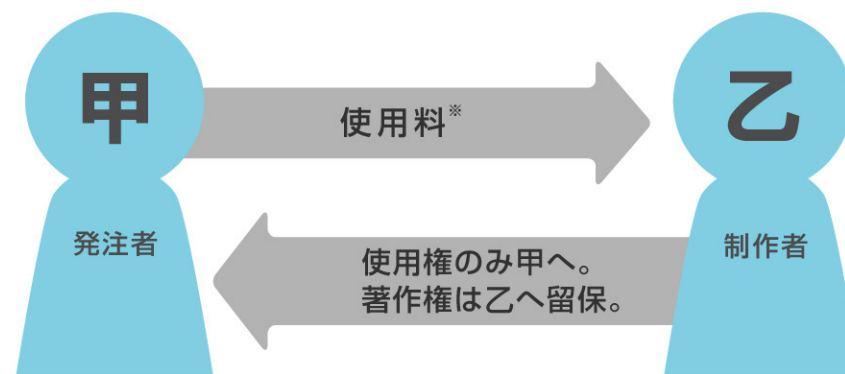 甲
使用料※
乙
発注者
使用権のみ甲へ。
著作権は乙へ留保。
制作者